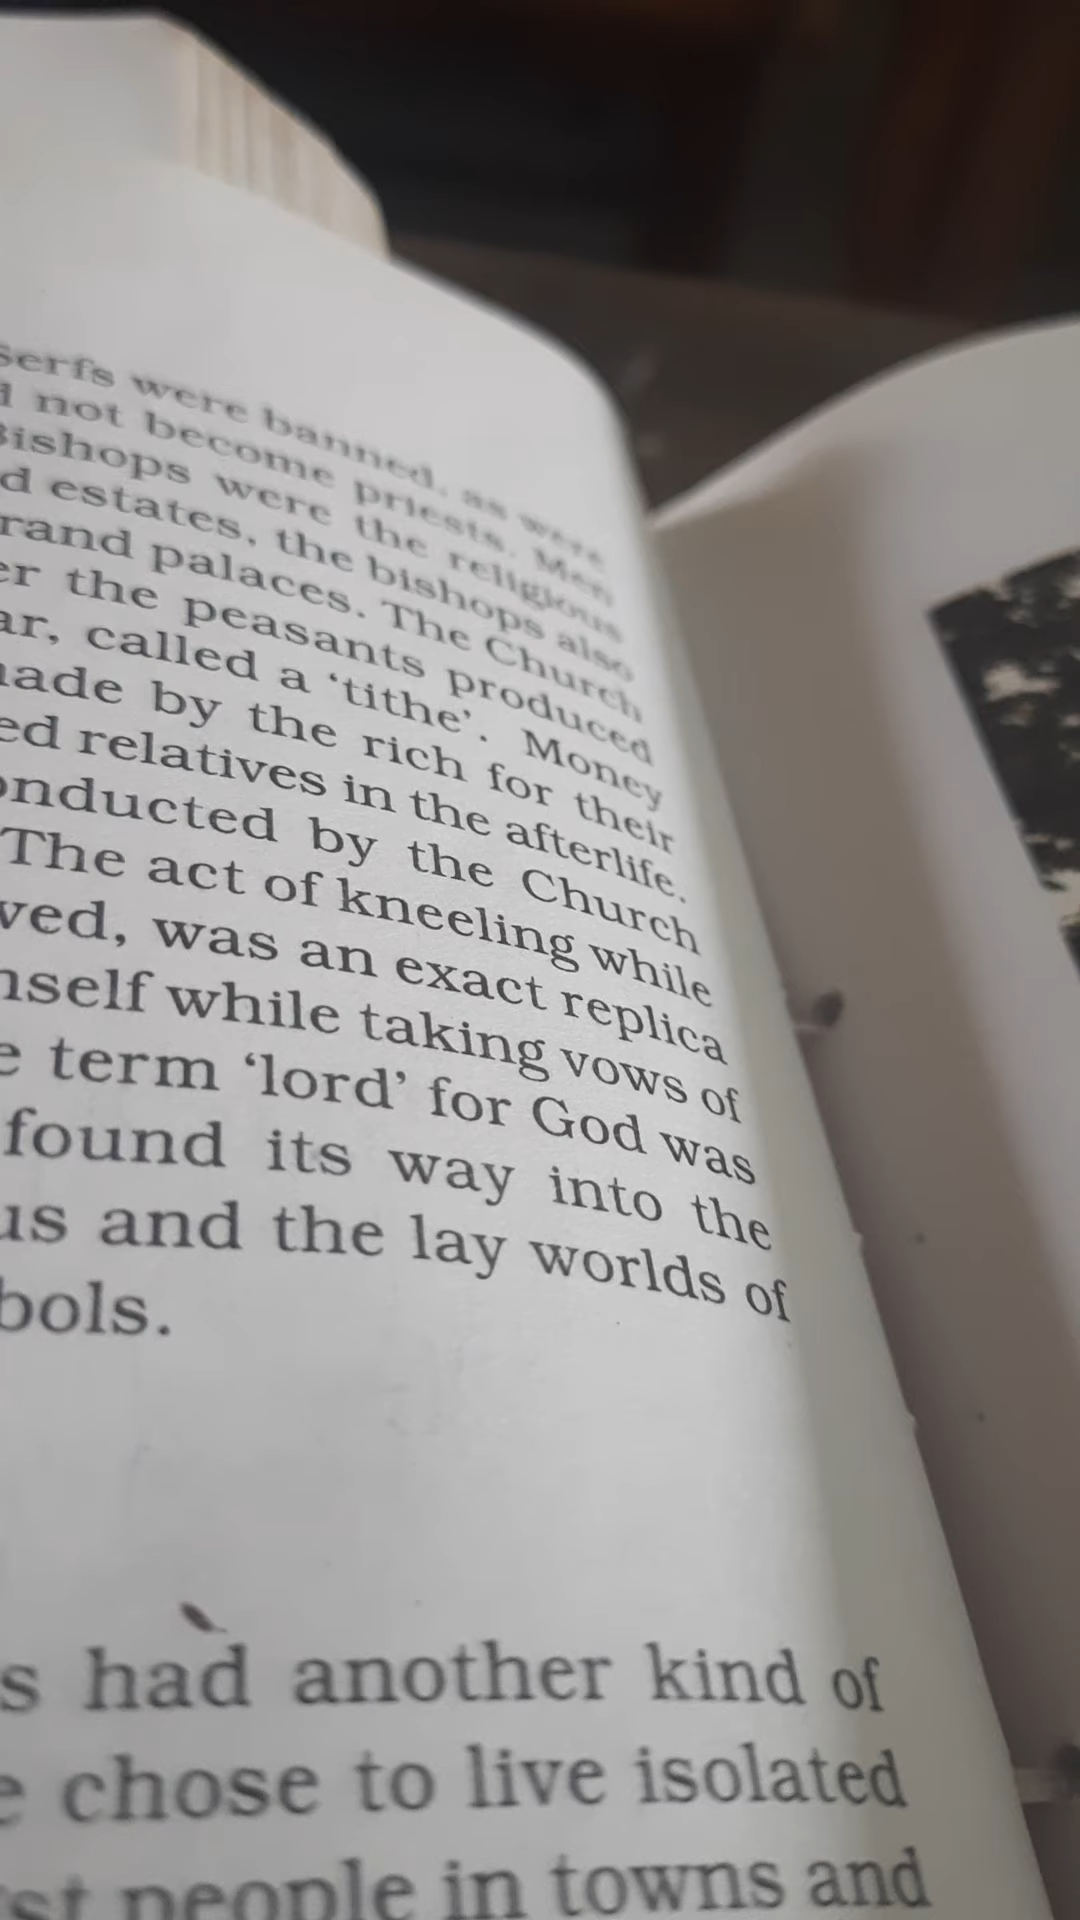 Serfs were banned, as were
not become priests. Men
Bishops were the religious
d estates, the bishops also
rand palaces. The Church
er the peasants produced
ar, called a ‘tithe’. Money
ade by the rich for their
ed relatives in the afterlife.
onducted by the Church
The act of kneeling while
ved, was an exact replica
mself while taking vows of
e term ‘lord’ for God was
found its way into the
us and the lay worlds of
bols.
s had another kind of
e chose to live isolated
st people in towns and